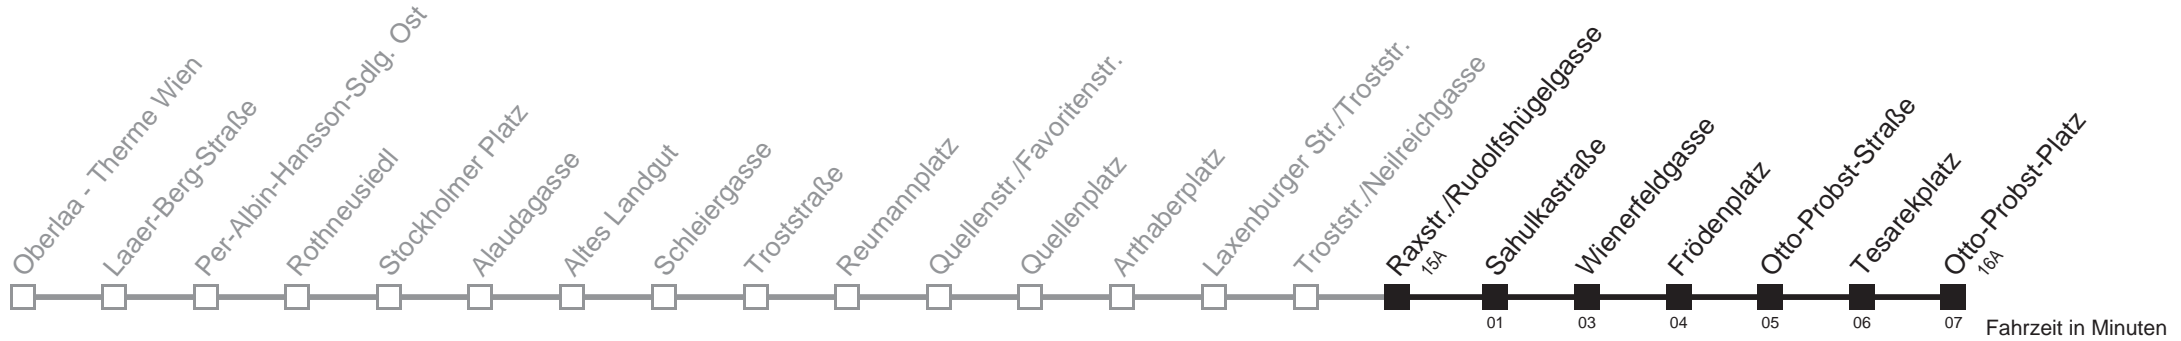 Oberlaa - Therme Wien
Laaer-Berg-Straße
Per-Albin-Hansson-Sdlg. Ost
Rothneusiedl
Stockholmer Platz
Alaudagasse
Altes Landgut
Schleiergasse
Troststraße
Reumannplatz
Quellenstr./Favoritenstr.
Quellenplatz
Arthaberplatz
Laxenburger Str./Troststr.
Troststr./Neilreichgasse
Raxstr./Rudolfshügelgasse
15A
Sahulkastraße
Wienerfeldgasse
Frödenplatz
Otto-Probst-Straße
Tesarekplatz
Otto-Probst-Platz
16A
01 03 04 05 06 07 Fahrzeit in Minuten